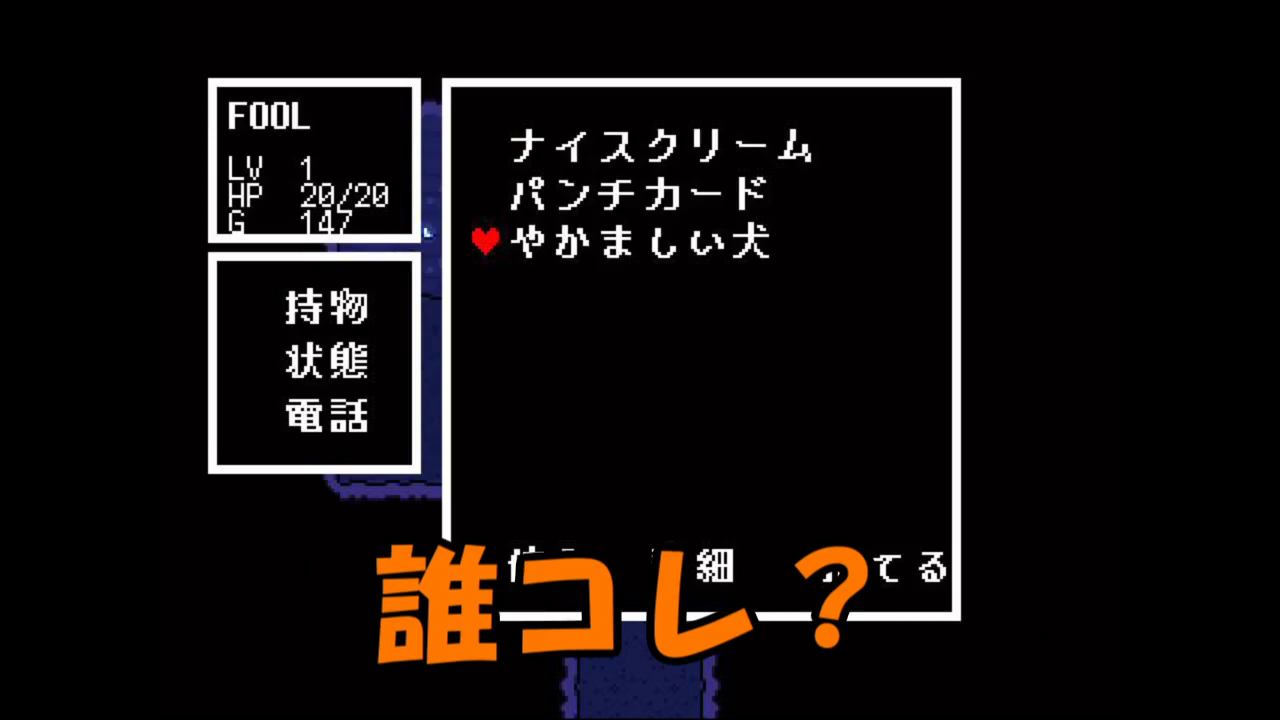 FOOL
LV 1
HP 20/20
G 147
持物
状態
電話
ナイスクリーム
パンチカード
やかましい犬
細 てる
誰コレ?